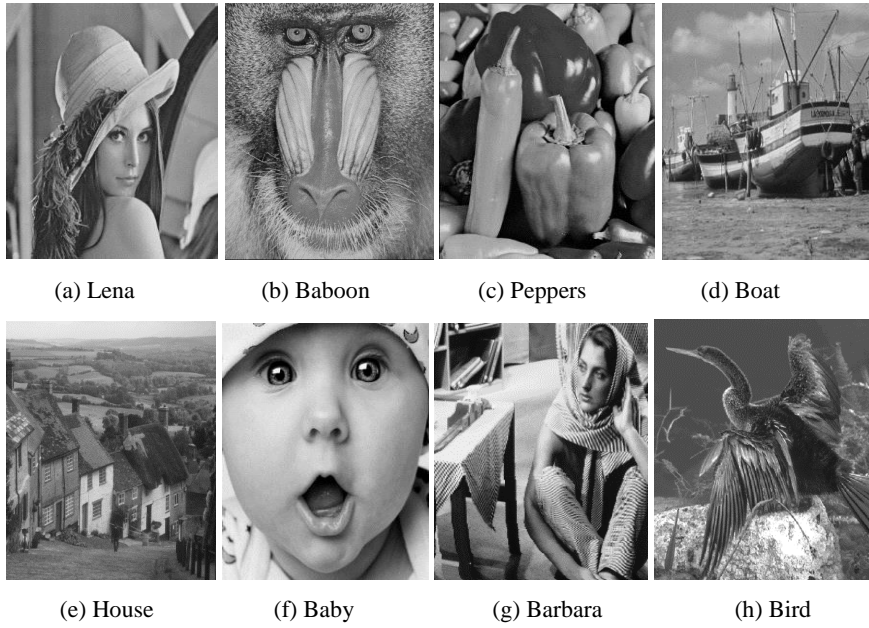 (a) Lena
(b) Baboon
(c) Peppers
(d) Boat
(e) House
(f) Baby
(g) Barbara
(h) Bird